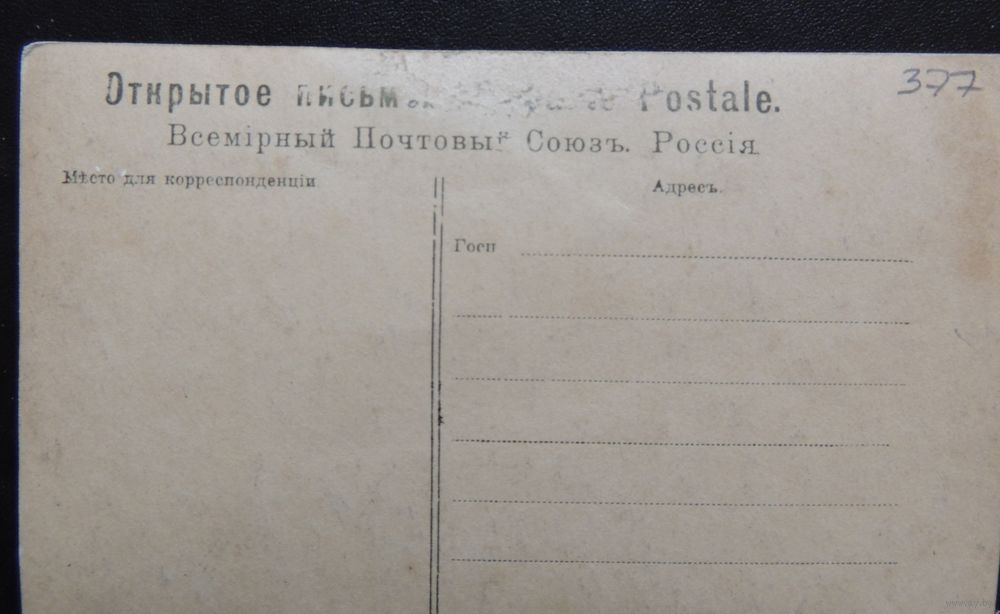 Открытое письмо Postale.
377
Всемірный Почтовый Союзъ. Россія
Мѣсто для корреспонденціи
Адресъ.
Госп